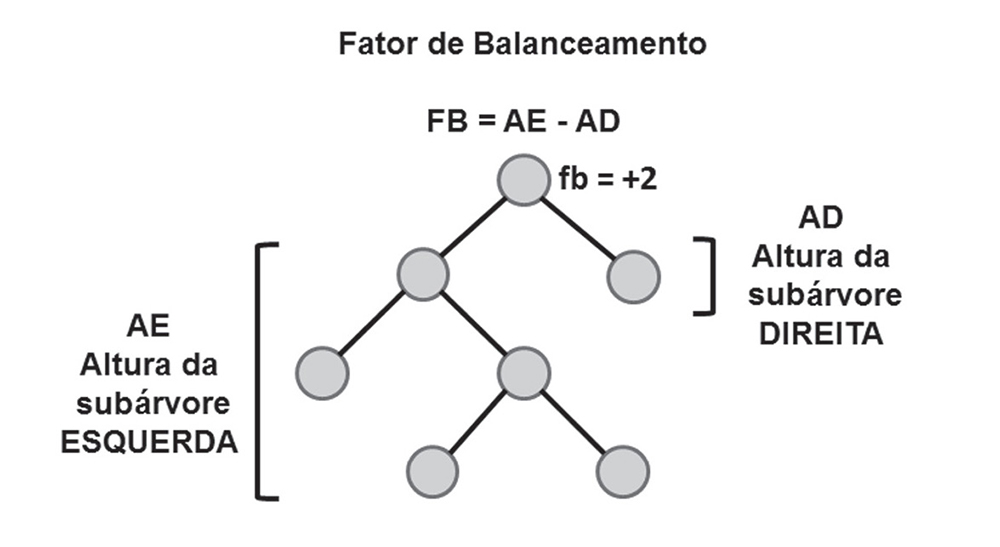 Fator de Balanceamento
FB = AE - AD
fb = +2
AD
Altura da
subárvore
DIREITA
AE
Altura da
subárvore
ESQUERDA